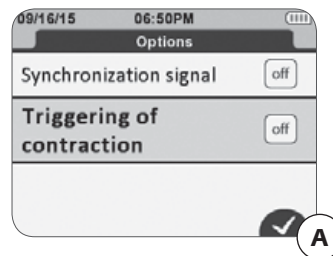 09/16/15 06:50PM
Options
Synchronization signal off
Triggering of
contraction off
A